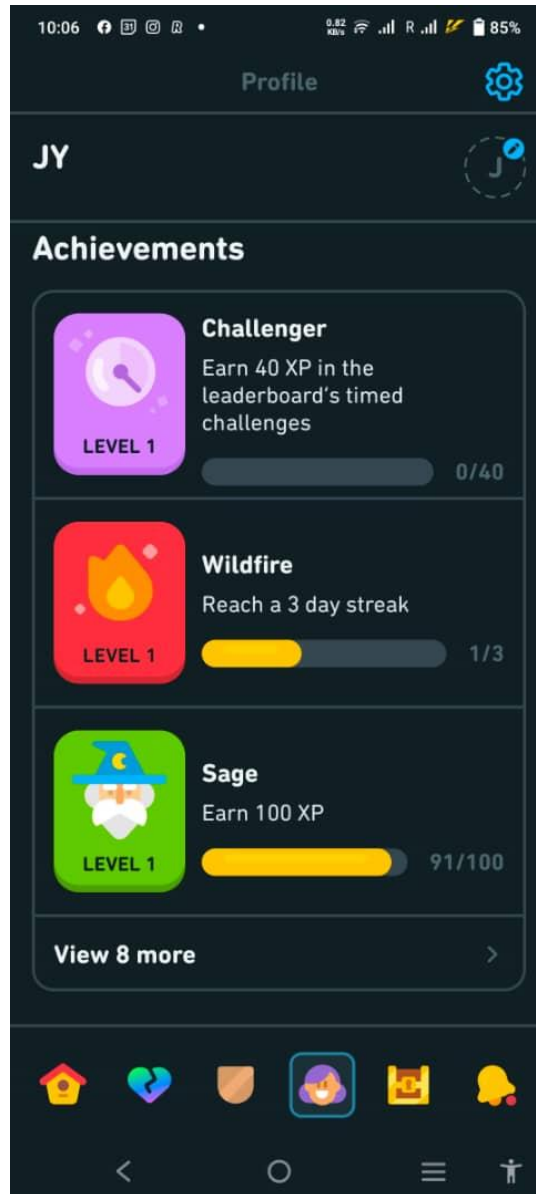 10:06
31
0.82
KB/s
R
85%
Profile
JY
J
Achievements
Challenger
Earn 40 XP in the
leaderboard's timed
challenges
LEVEL 1
0/40
Wildfire
Reach a 3 day streak
LEVEL 1
1/3
Sage
Earn 100 XP
LEVEL 1
91/100
View 8 more